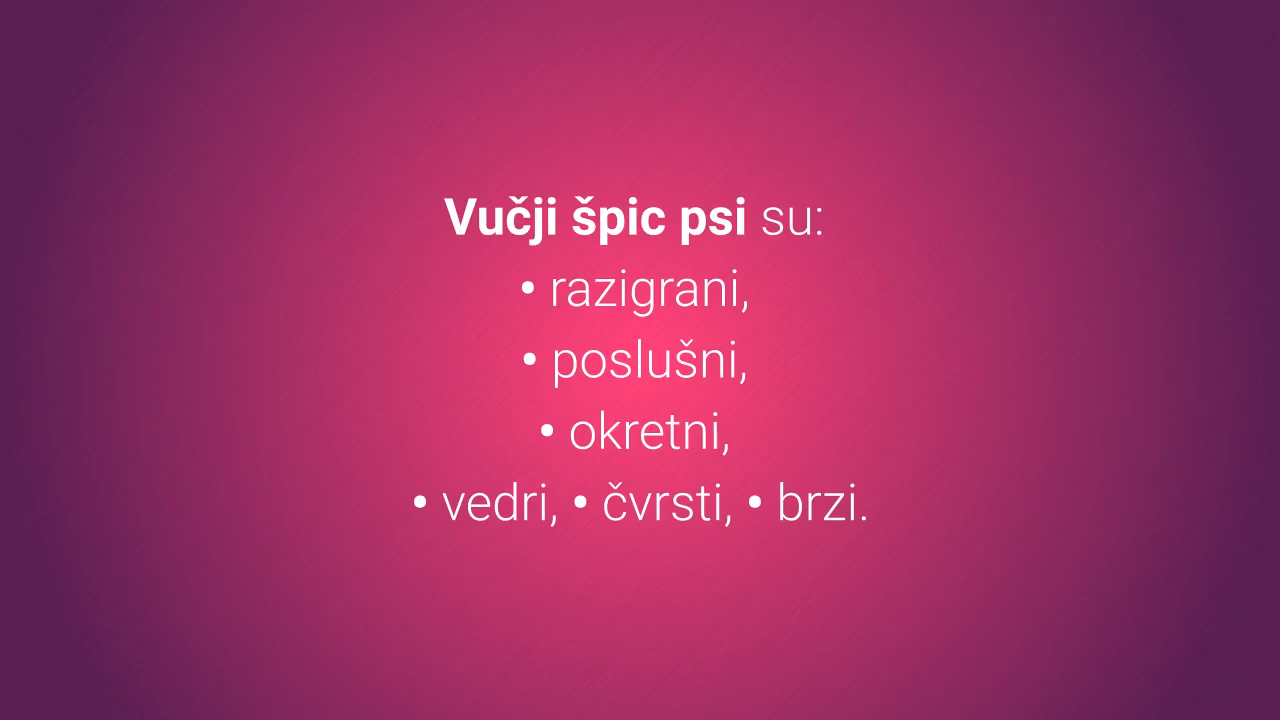 Vučji špic psi su:
• razigrani,
• poslušni,
• okretni,
• vedri, • čvrsti, • brzi.